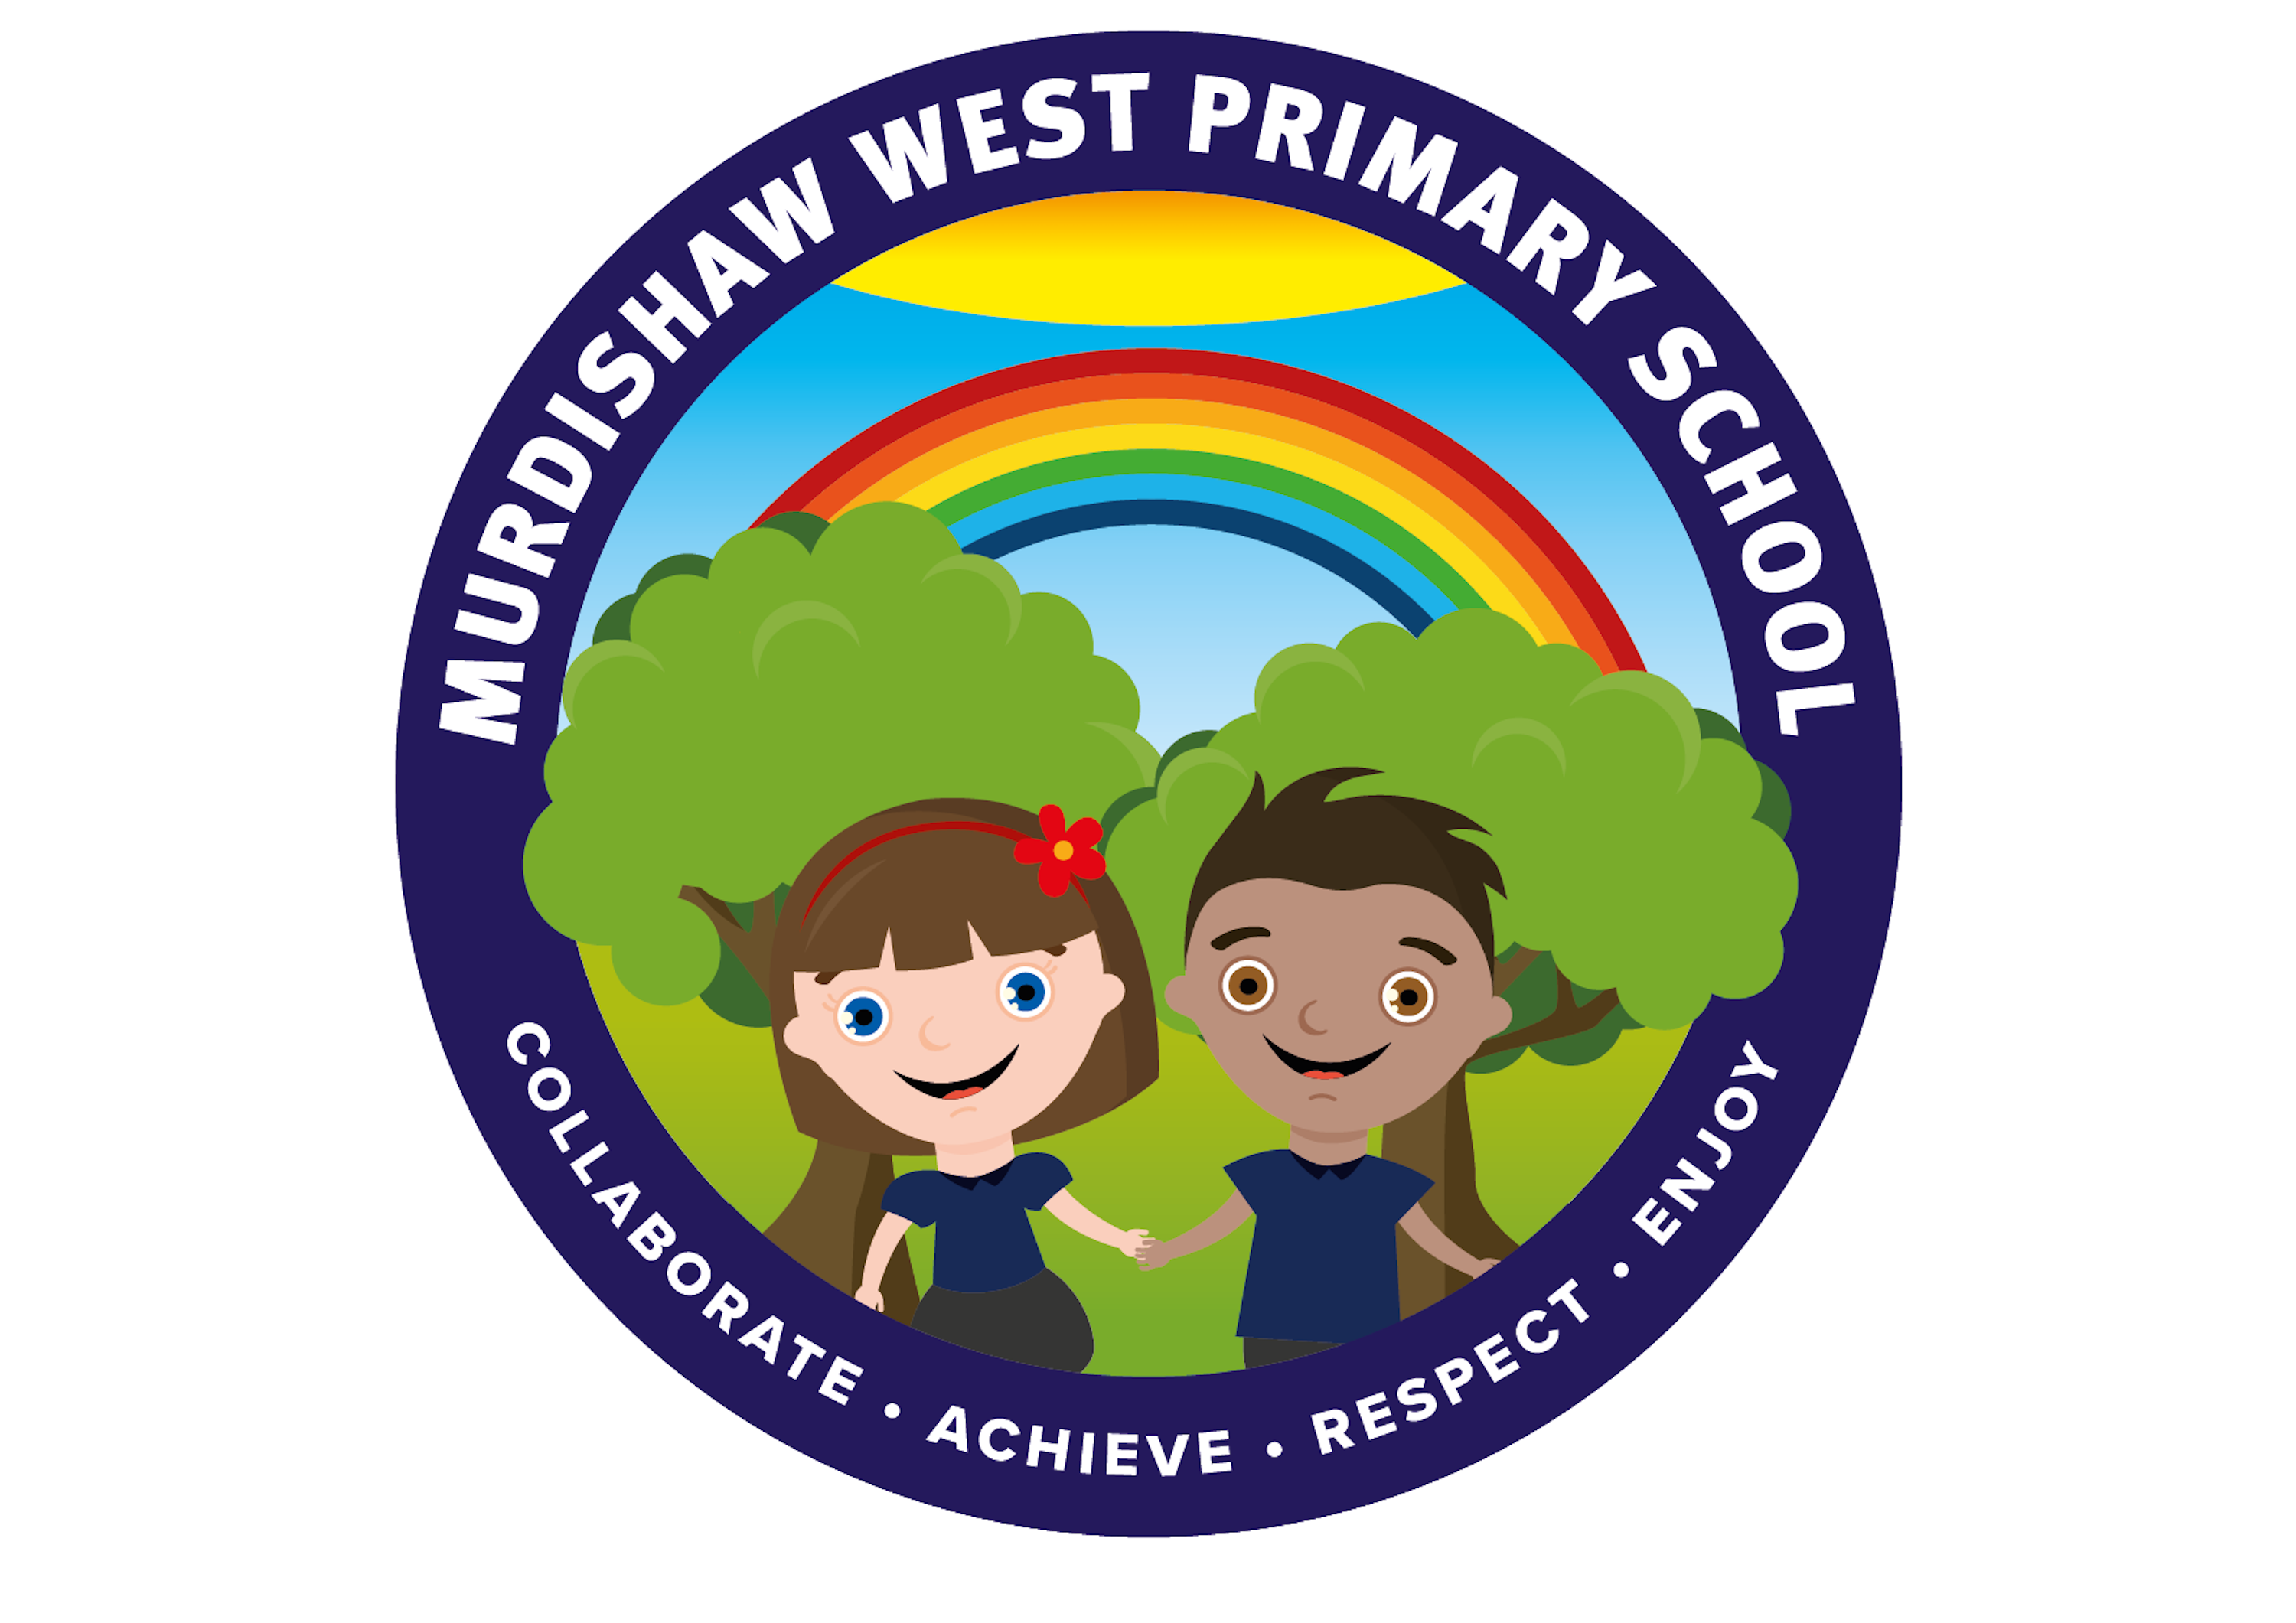 MURDISHAW WEST PRIMARY SCHOOL
COLLABORATE • ACHIEVE • RESPECT • ENJOY